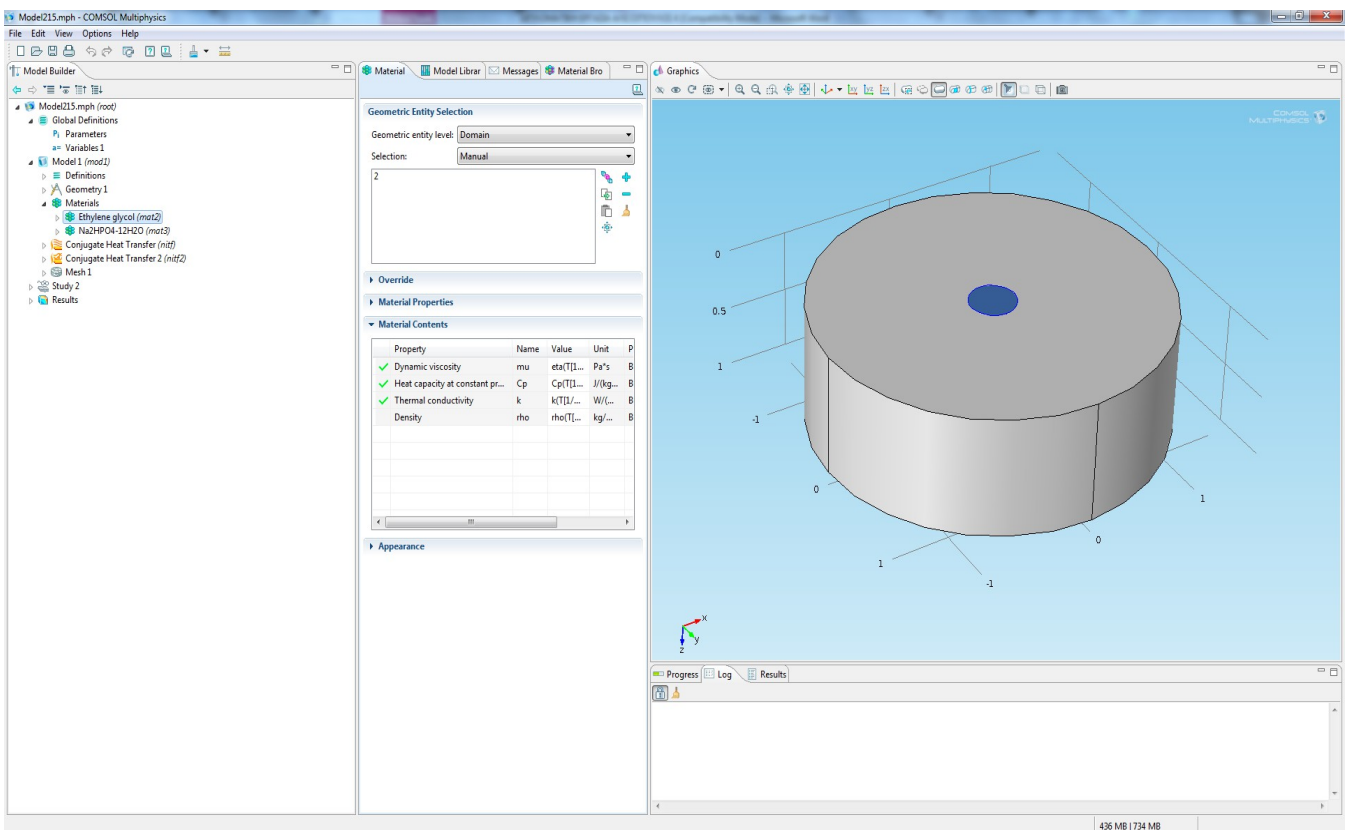 Model215.mph - COMSOL Multiphysics
File Edit View Options Help
Model Builder
Model215.mph (root)
Global Definitions
Pi Parameters
a= Variables 1
Model 1 (mod1)
Definitions
Geometry 1
Materials
Ethylene glycol (mat2)
Na2HPO4-12H2O (mat3)
Conjugate Heat Transfer (nitf)
Conjugate Heat Transfer 2 (nitf2)
Mesh 1
Study 2
Results
Material Model Librar Messages Material Bro
Geometric Entity Selection
Geometric entity level: Domain
Selection: Manual
2
Override
Material Properties
Material Contents
Property Name Value Unit P
Dynamic viscosity mu eta(T[1... Pa*s B
Heat capacity at constant pr... Cp Cp(T[1... J/(kg... B
Thermal conductivity k k(T[1/... W/(... B
Density rho rho(T[... kg/... B
Appearance
Graphics
xy yz zx
COMSOL
MULTIPHYSICS
0
0.5
1
-1
0
1
0
1
-1
x
y
z
Progress Log Results
436 MB | 734 MB